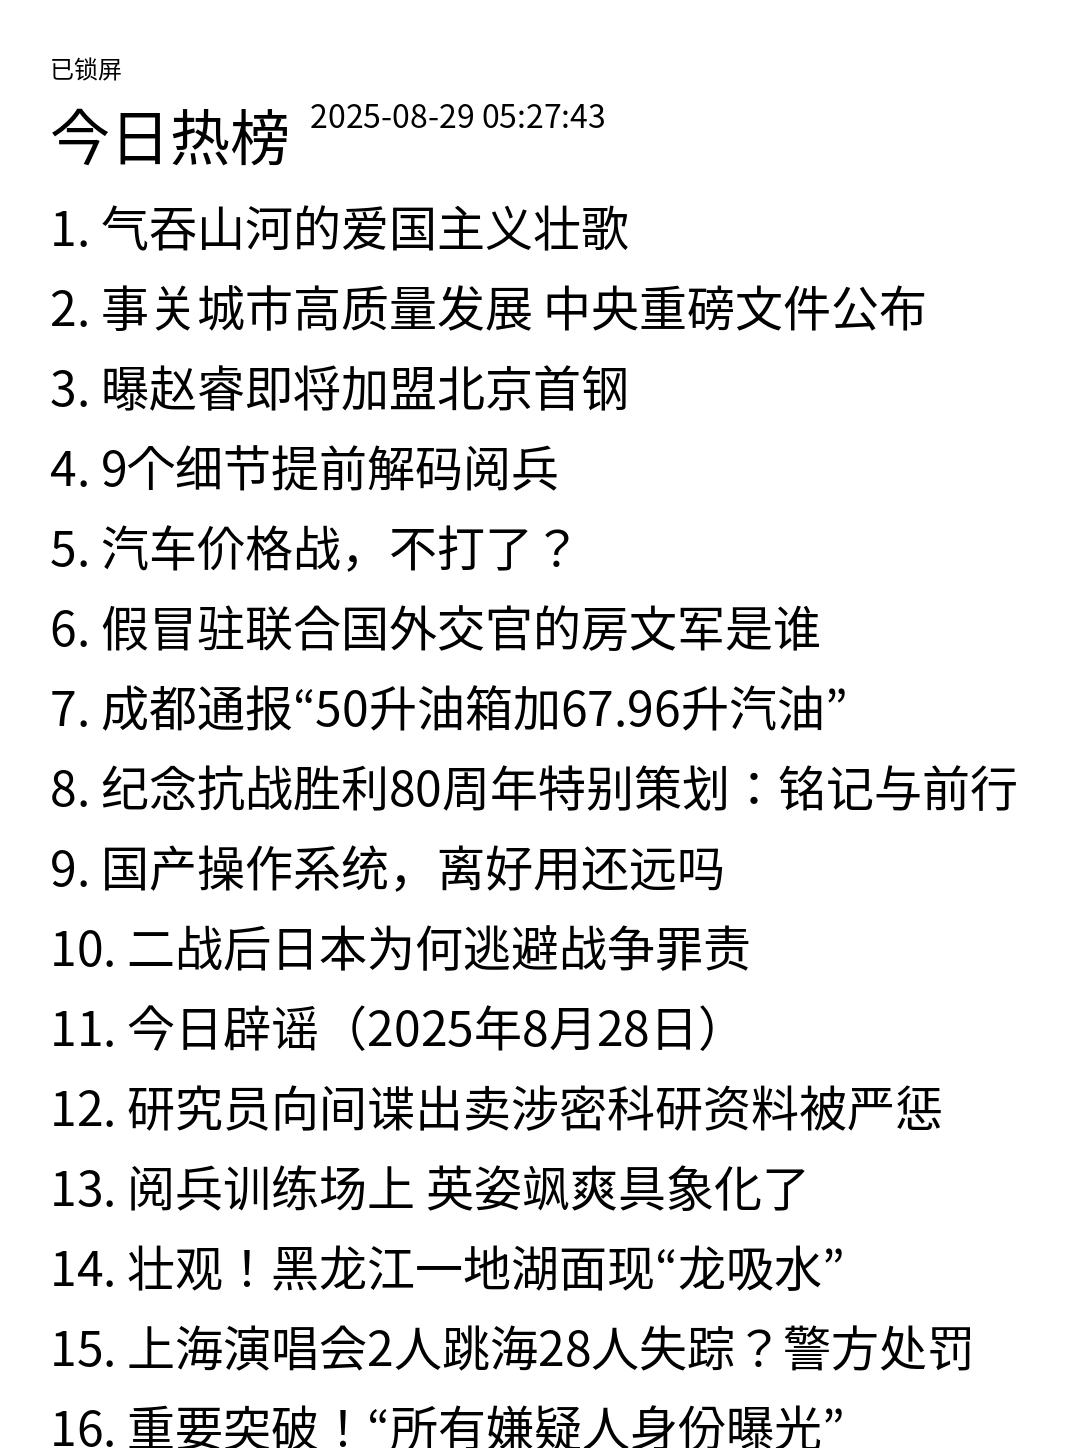 已锁屏
今日热榜 2025-08-29 05:27:43
1. 气吞山河的爱国主义壮歌
2. 事关城市高质量发展 中央重磅文件公布
3. 曝赵睿即将加盟北京首钢
4. 9个细节提前解码阅兵
5. 汽车价格战，不打了？
6. 假冒驻联合国外交官的房文军是谁
7. 成都通报“50升油箱加67.96升汽油”
8. 纪念抗战胜利80周年特别策划：铭记与前行
9. 国产操作系统，离好用还远吗
10. 二战后日本为何逃避战争罪责
11. 今日辟谣（2025年8月28日）
12. 研究员向间谍出卖涉密科研资料被严惩
13. 阅兵训练场上 英姿飒爽具象化了
14. 壮观！黑龙江一地湖面现“龙吸水”
15. 上海演唱会2人跳海28人失踪？警方处罚
16. 重要突破！“所有嫌疑人身份曝光”